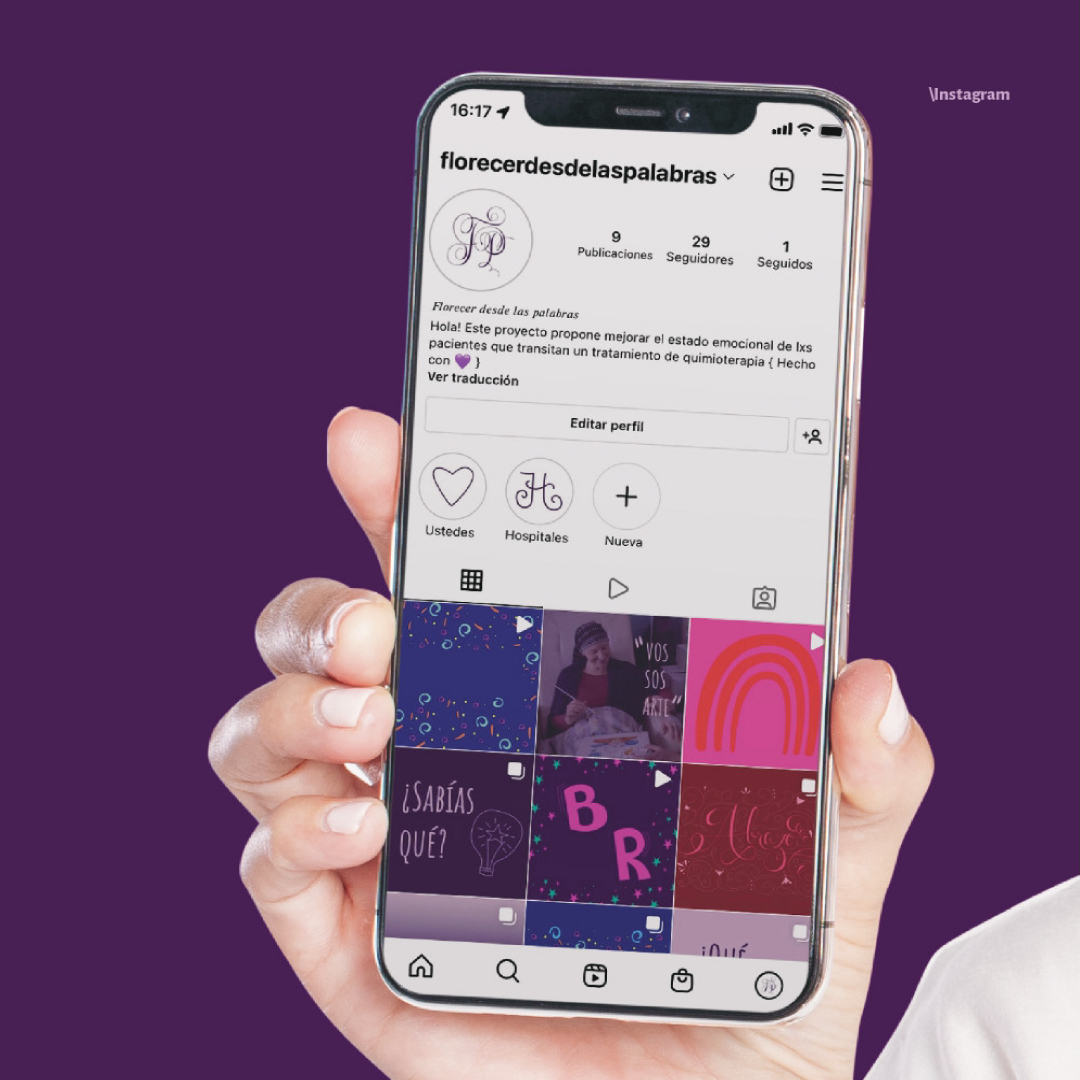 \Instagram
16:17
florecerdesdelaspalabras
FP
9
Publicaciones
29
Seguidores
1
Seguidos
Florecer desde las palabras
Hola! Este proyecto propone mejorar el estado emocional de lxs
pacientes que transitan un tratamiento de quimioterapia { Hecho
con 💜 }
Ver traducción
Editar perfil
H
Ustedes
Hospitales
Nueva
"VOS
SOS
ARTE"
¿SABÍAS
QUÉ?
B
R
Abrazo
¿QUÉ